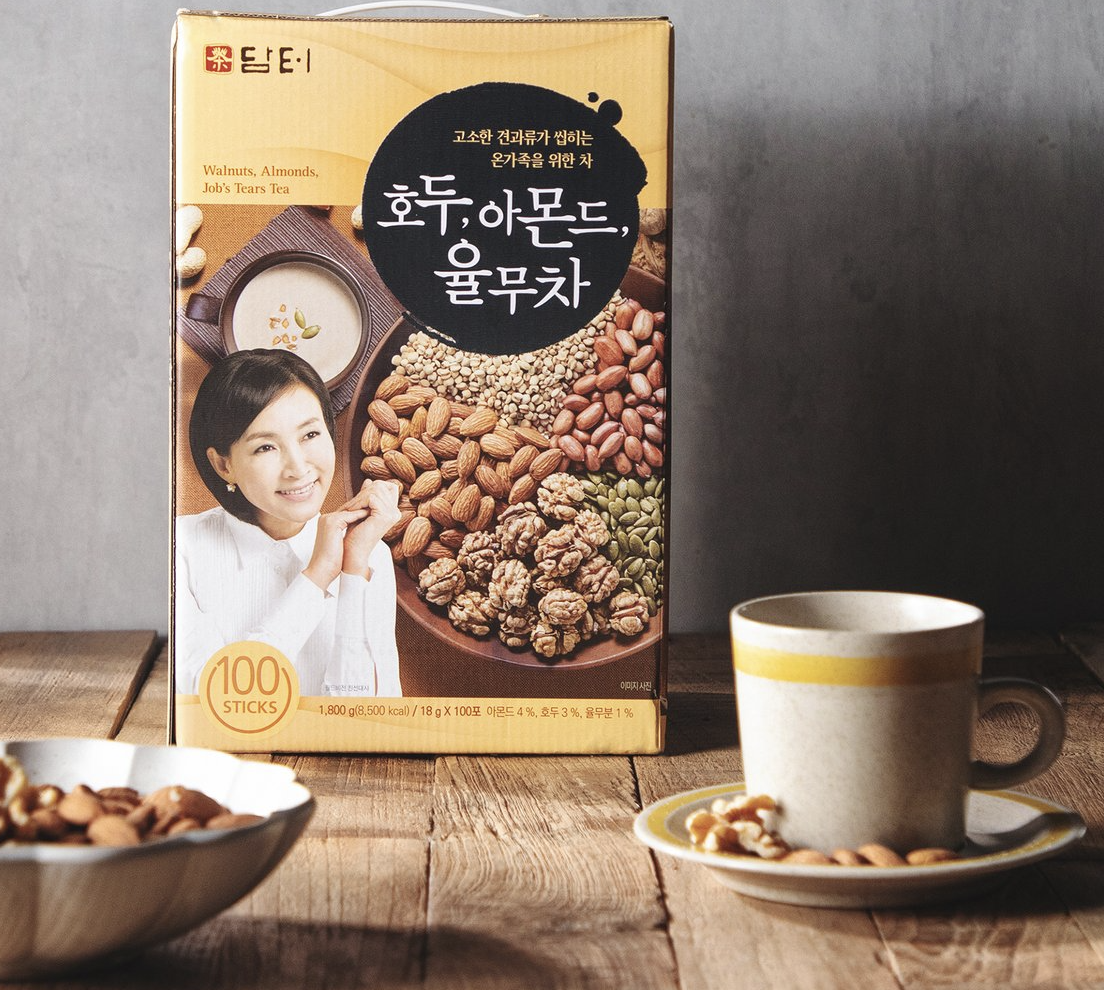 담터
고소한 견과류가 씹히는
온가족을 위한 차
Walnuts, Almonds,
Job's Tears Tea
호두, 아몬드,
율무차
100
STICKS
이미지 사진
1,800 g(8,500 kcal) / 18 g X 100포 아몬드 4 %, 호두 3 %, 율무분 1 %